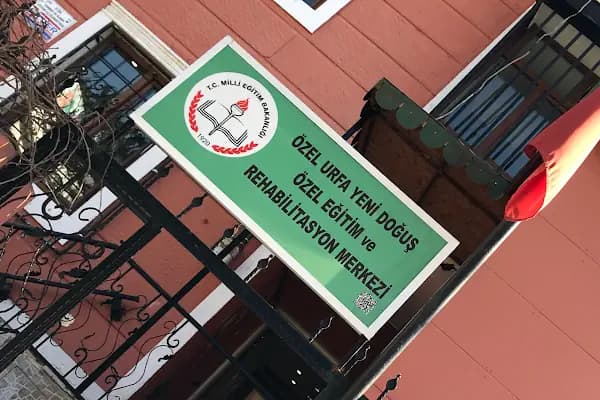 T.C. MİLLİ EĞİTİM BAKANLIĞI
1920
ÖZEL URFA YENİ DOĞUŞ
ÖZEL EĞİTİM ve
REHABİLİTASYON MERKEZİ